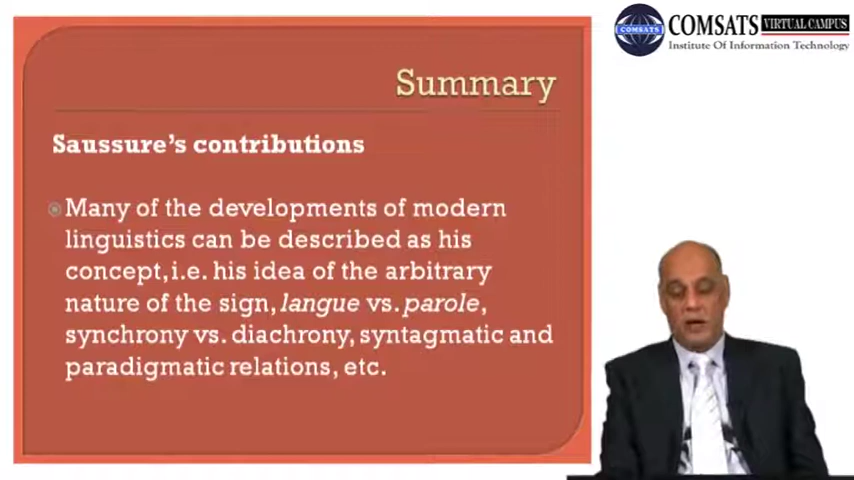 COMSATS
COMSATS VIRTUAL CAMPUS
Institute Of Information Technology
Summary
Saussure's contributions
Many of the developments of modern
linguistics can be described as his
concept, i.e. his idea of the arbitrary
nature of the sign, langue vs. parole,
synchrony vs. diachrony, syntagmatic and
paradigmatic relations, etc.